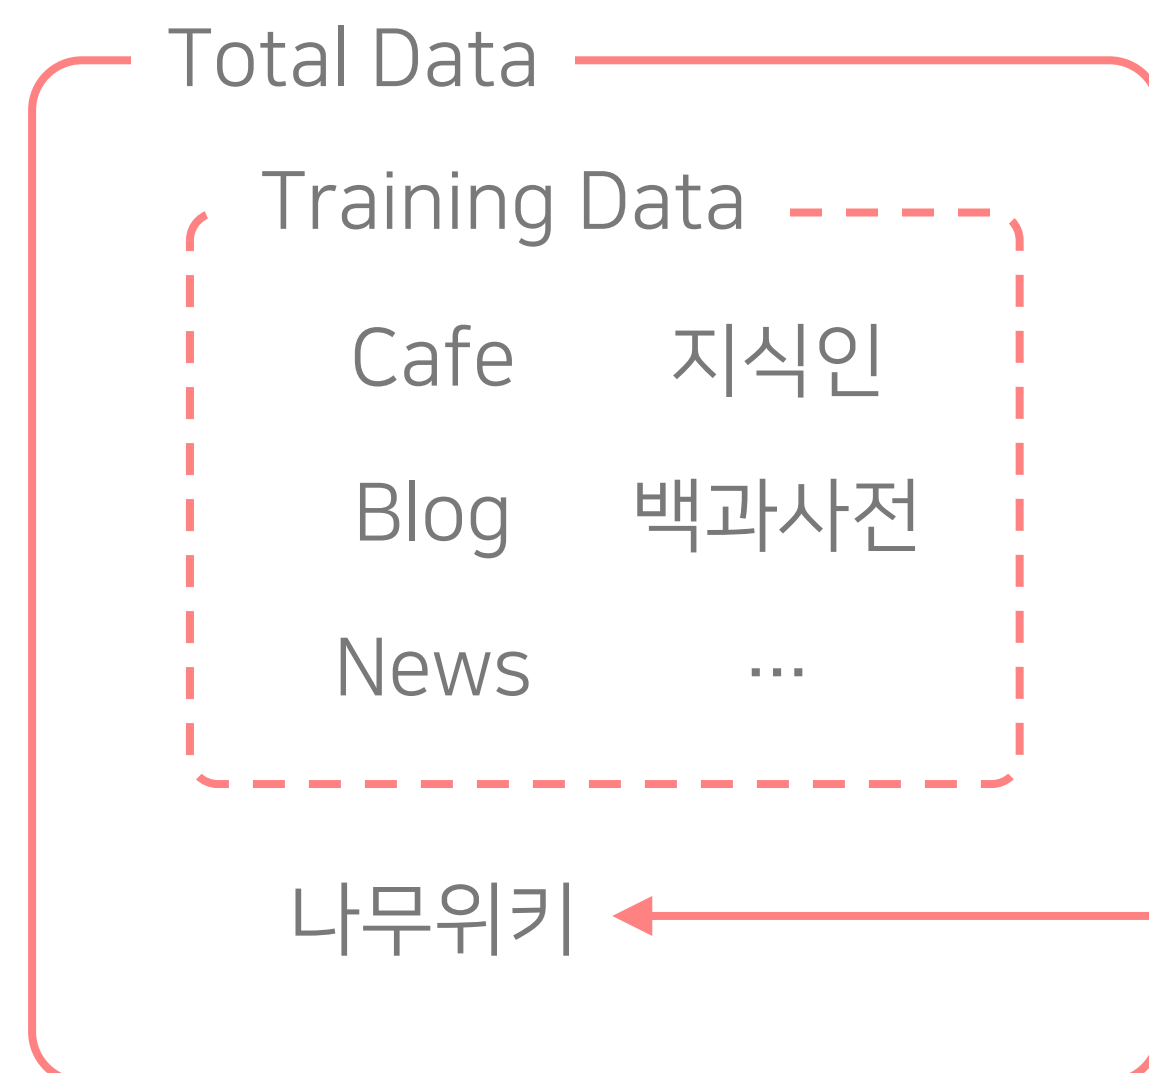 Total Data
Training Data
Cafe 지식인
Blog 백과사전
News ...
나무위키